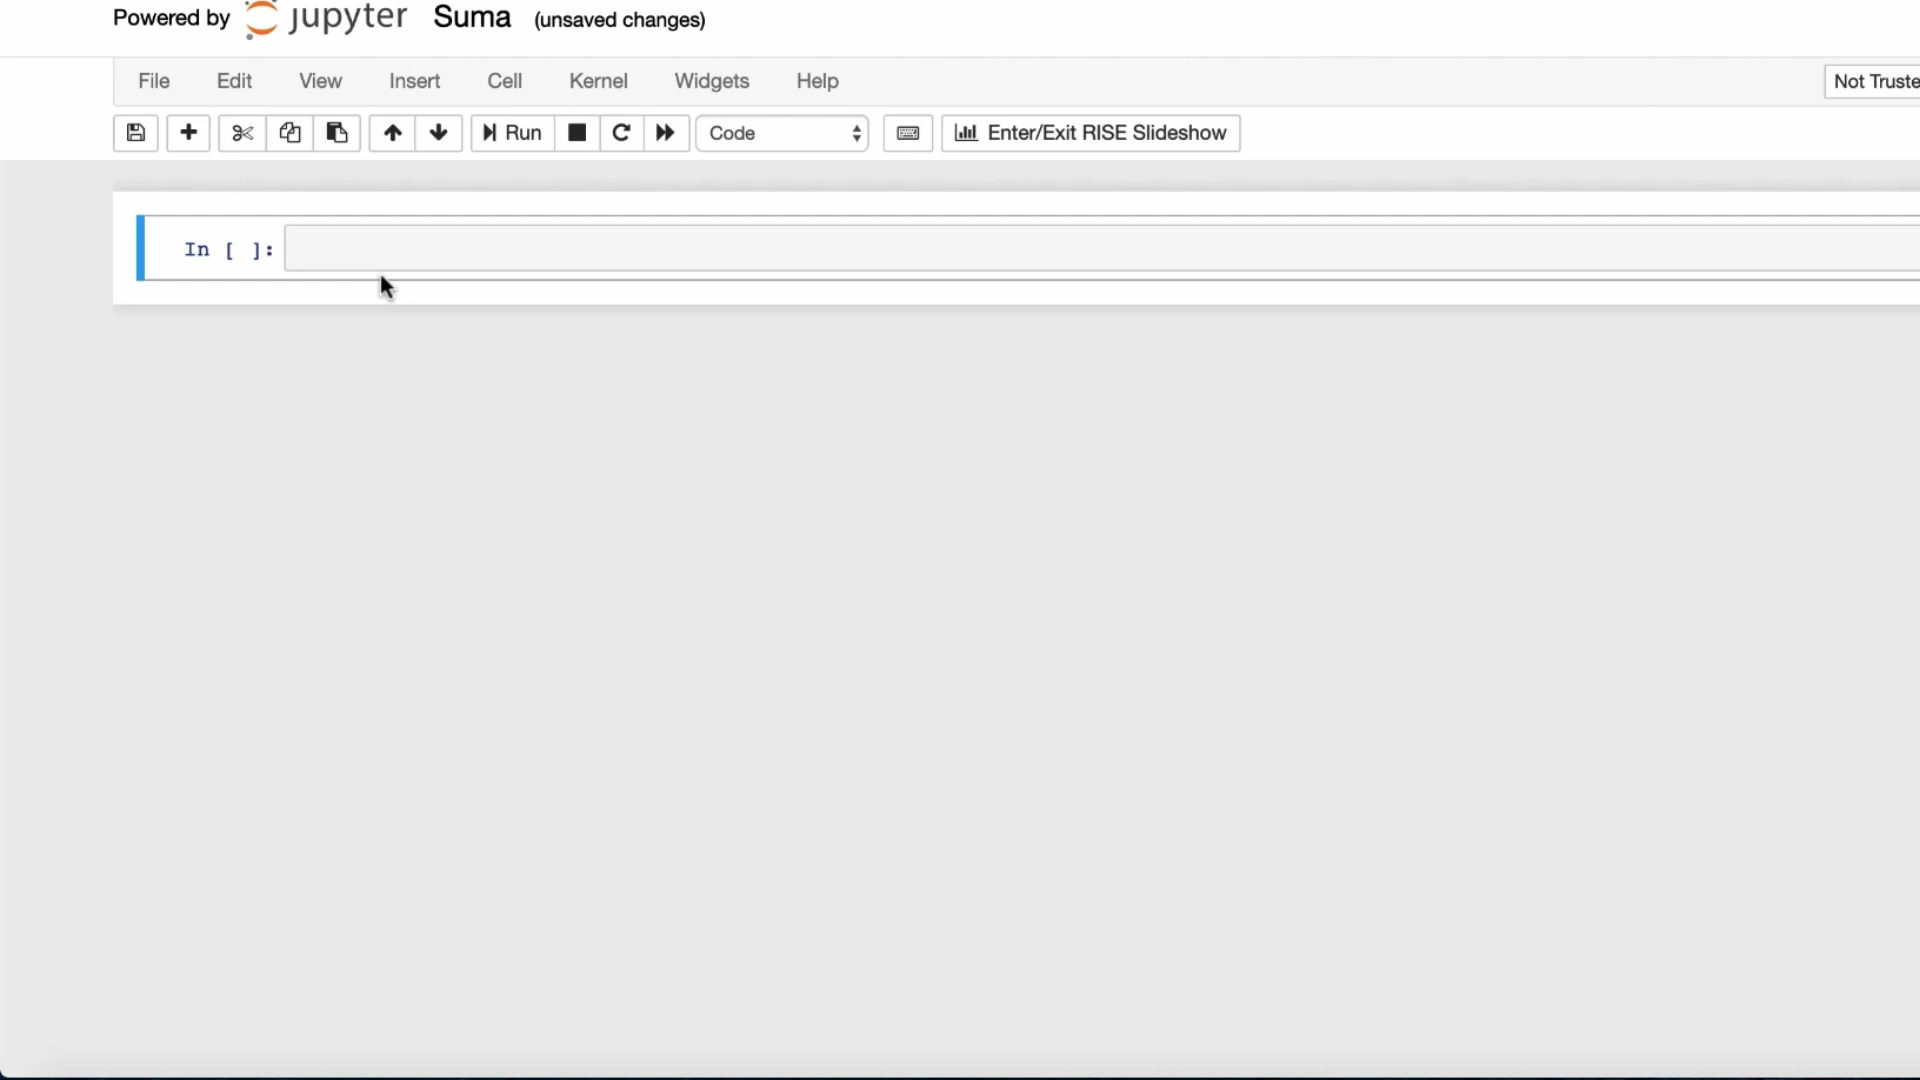 Powered by jupyter Suma (unsaved changes)
File Edit View Insert Cell Kernel Widgets Help Not Truste
Run Code Enter/Exit RISE Slideshow
In [ ]: